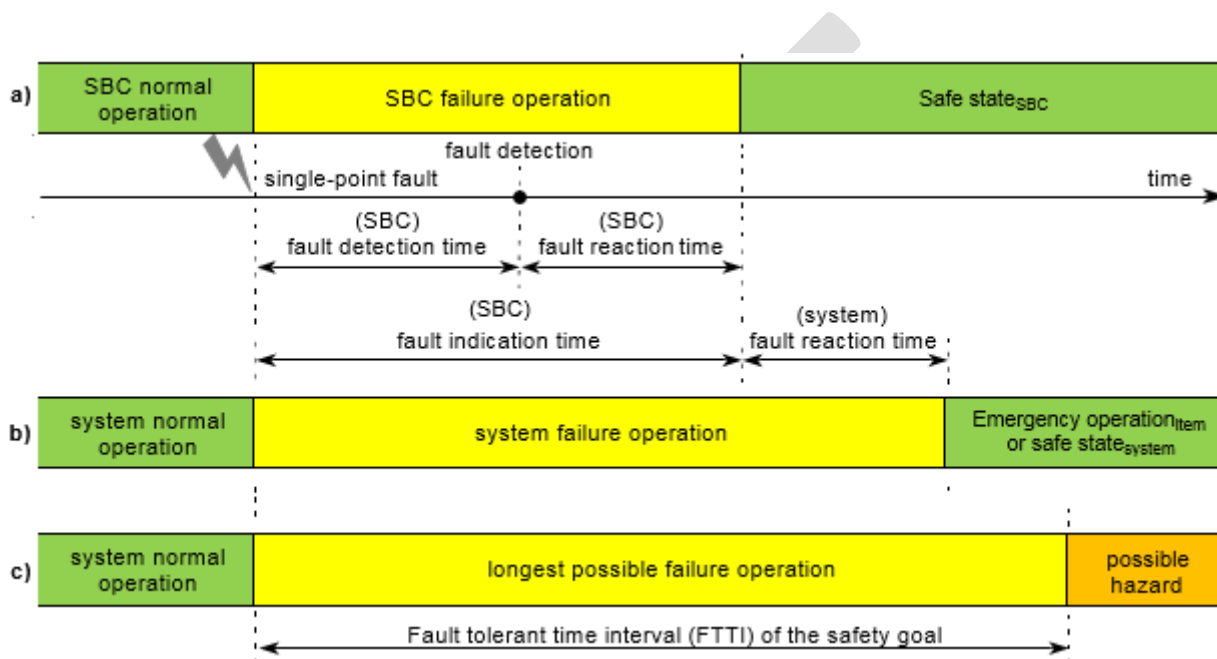 a)
SBC normal
operation
SBC failure operation
Safe stateSBC
fault detection
single-point fault
time
(SBC)
fault detection time
(SBC)
fault reaction time
(SBC)
fault indication time
(system)
fault reaction time
b)
system normal
operation
system failure operation
Emergency operationItem
or safe statesystem
c)
system normal
operation
longest possible failure operation
possible
hazard
Fault tolerant time interval (FTTI) of the safety goal